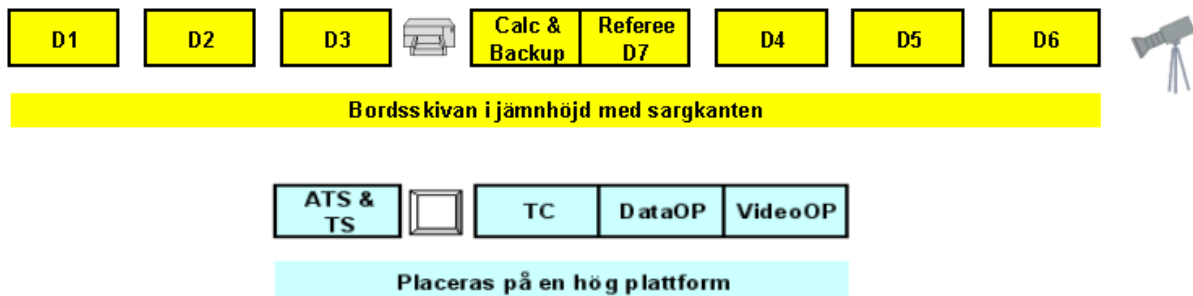 D1
D2
D3
Calc &
Backup
Referee
D7
D4
D5
D6
Bordsskivan i jämnhöjd med sargkanten
ATS &
TS
TC
DataOP
VideoOP
Placeras på en hög plattform